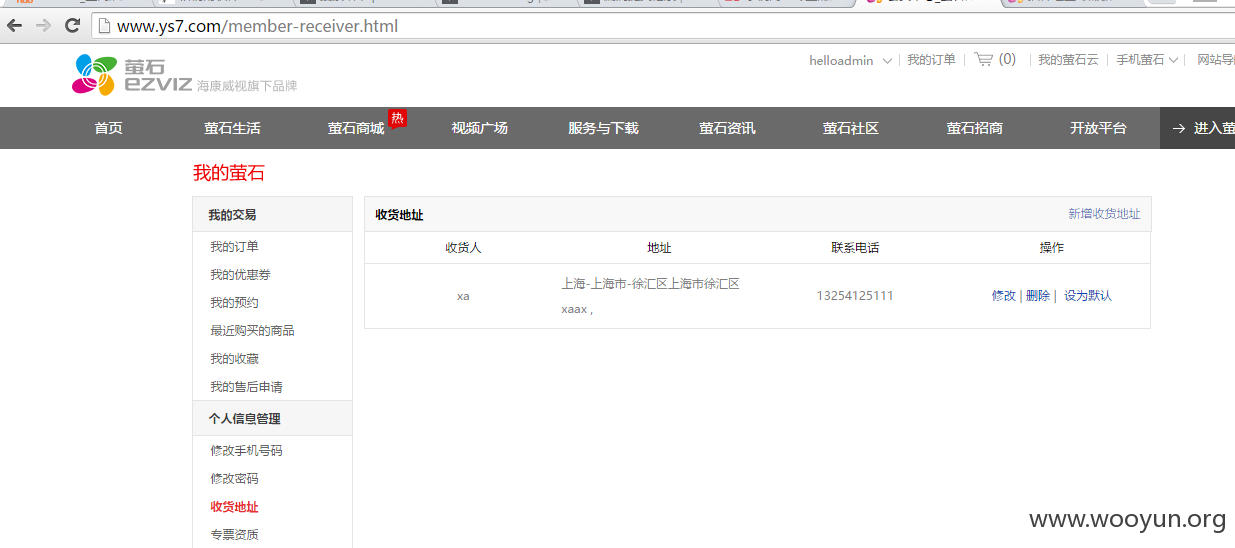 www.ys7.com/member-receiver.html
萤石
ezviz 海康威视旗下品牌
helloadmin 我的订单 (0) 我的萤石云 手机萤石 网站导
首页 萤石生活 萤石商城 热 视频广场 服务与下载 萤石资讯 萤石社区 萤石招商 开放平台 → 进入萤
我的萤石
我的交易
我的订单
我的优惠券
我的预约
最近购买的商品
我的收藏
我的售后申请
个人信息管理
修改手机号码
修改密码
收货地址
专票资质
收货地址 新增收货地址
收货人 地址 联系电话 操作
xa 上海-上海市-徐汇区上海市徐汇区 13254125111 修改 | 删除 | 设为默认
xaax ,
www.wooyun.org